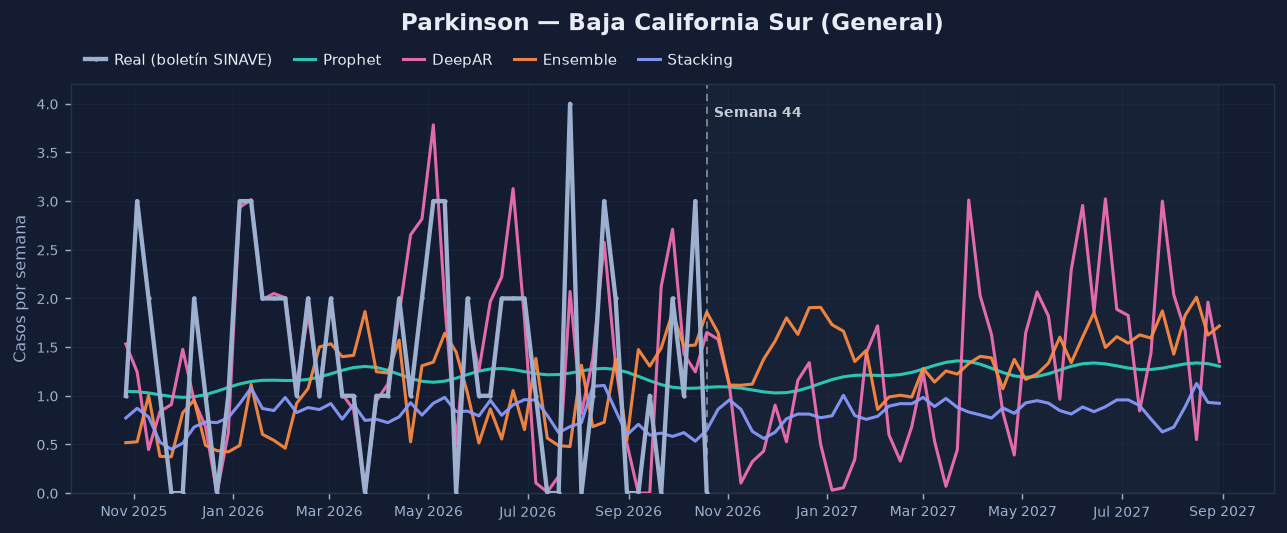 Parkinson — Baja California Sur (General)
Real (boletín SINAVE) Prophet DeepAR Ensemble Stacking
Semana 44
Casos por semana
4.0
3.5
3.0
2.5
2.0
1.5
1.0
0.5
0.0
Nov 2025 Jan 2026 Mar 2026 May 2026 Jul 2026 Sep 2026 Nov 2026 Jan 2027 Mar 2027 May 2027 Jul 2027 Sep 2027